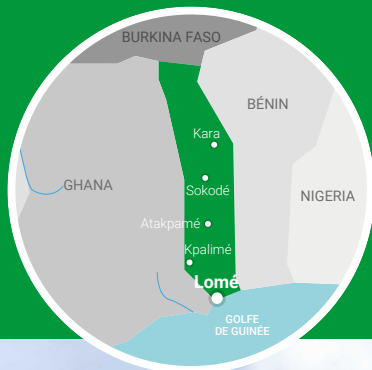 BURKINA FASO
BÉNIN
Kara
GHANA
Sokodé
NIGERIA
Atakpamé
Kpalimé
Lomé
GOLFE
DE GUINÉE